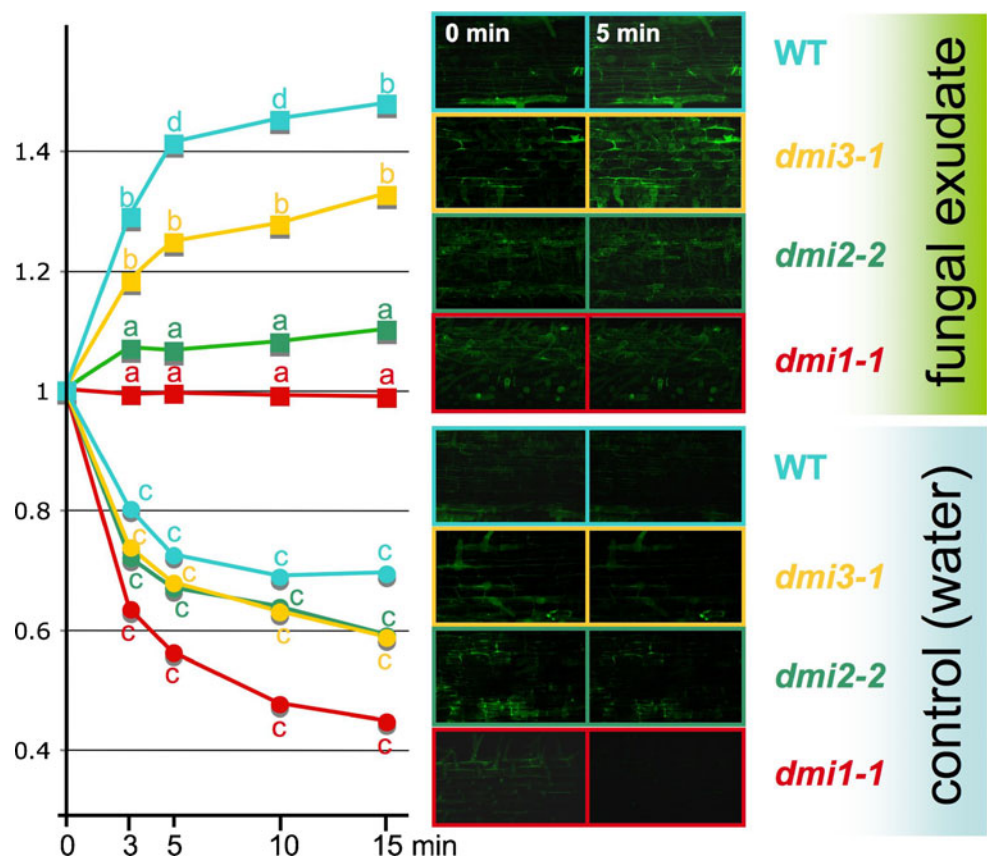 0 min 5 min
WT
dmi3-1
dmi2-2
dmi1-1
fungal exudate
WT
dmi3-1
dmi2-2
dmi1-1
control (water)
1.4
1.2
1
0.8
0.6
0.4
b d d b
b b b b
a a a a
a a a a
c c c c
c c c c
c c c c
c c c c
0 3 5 10 15 min